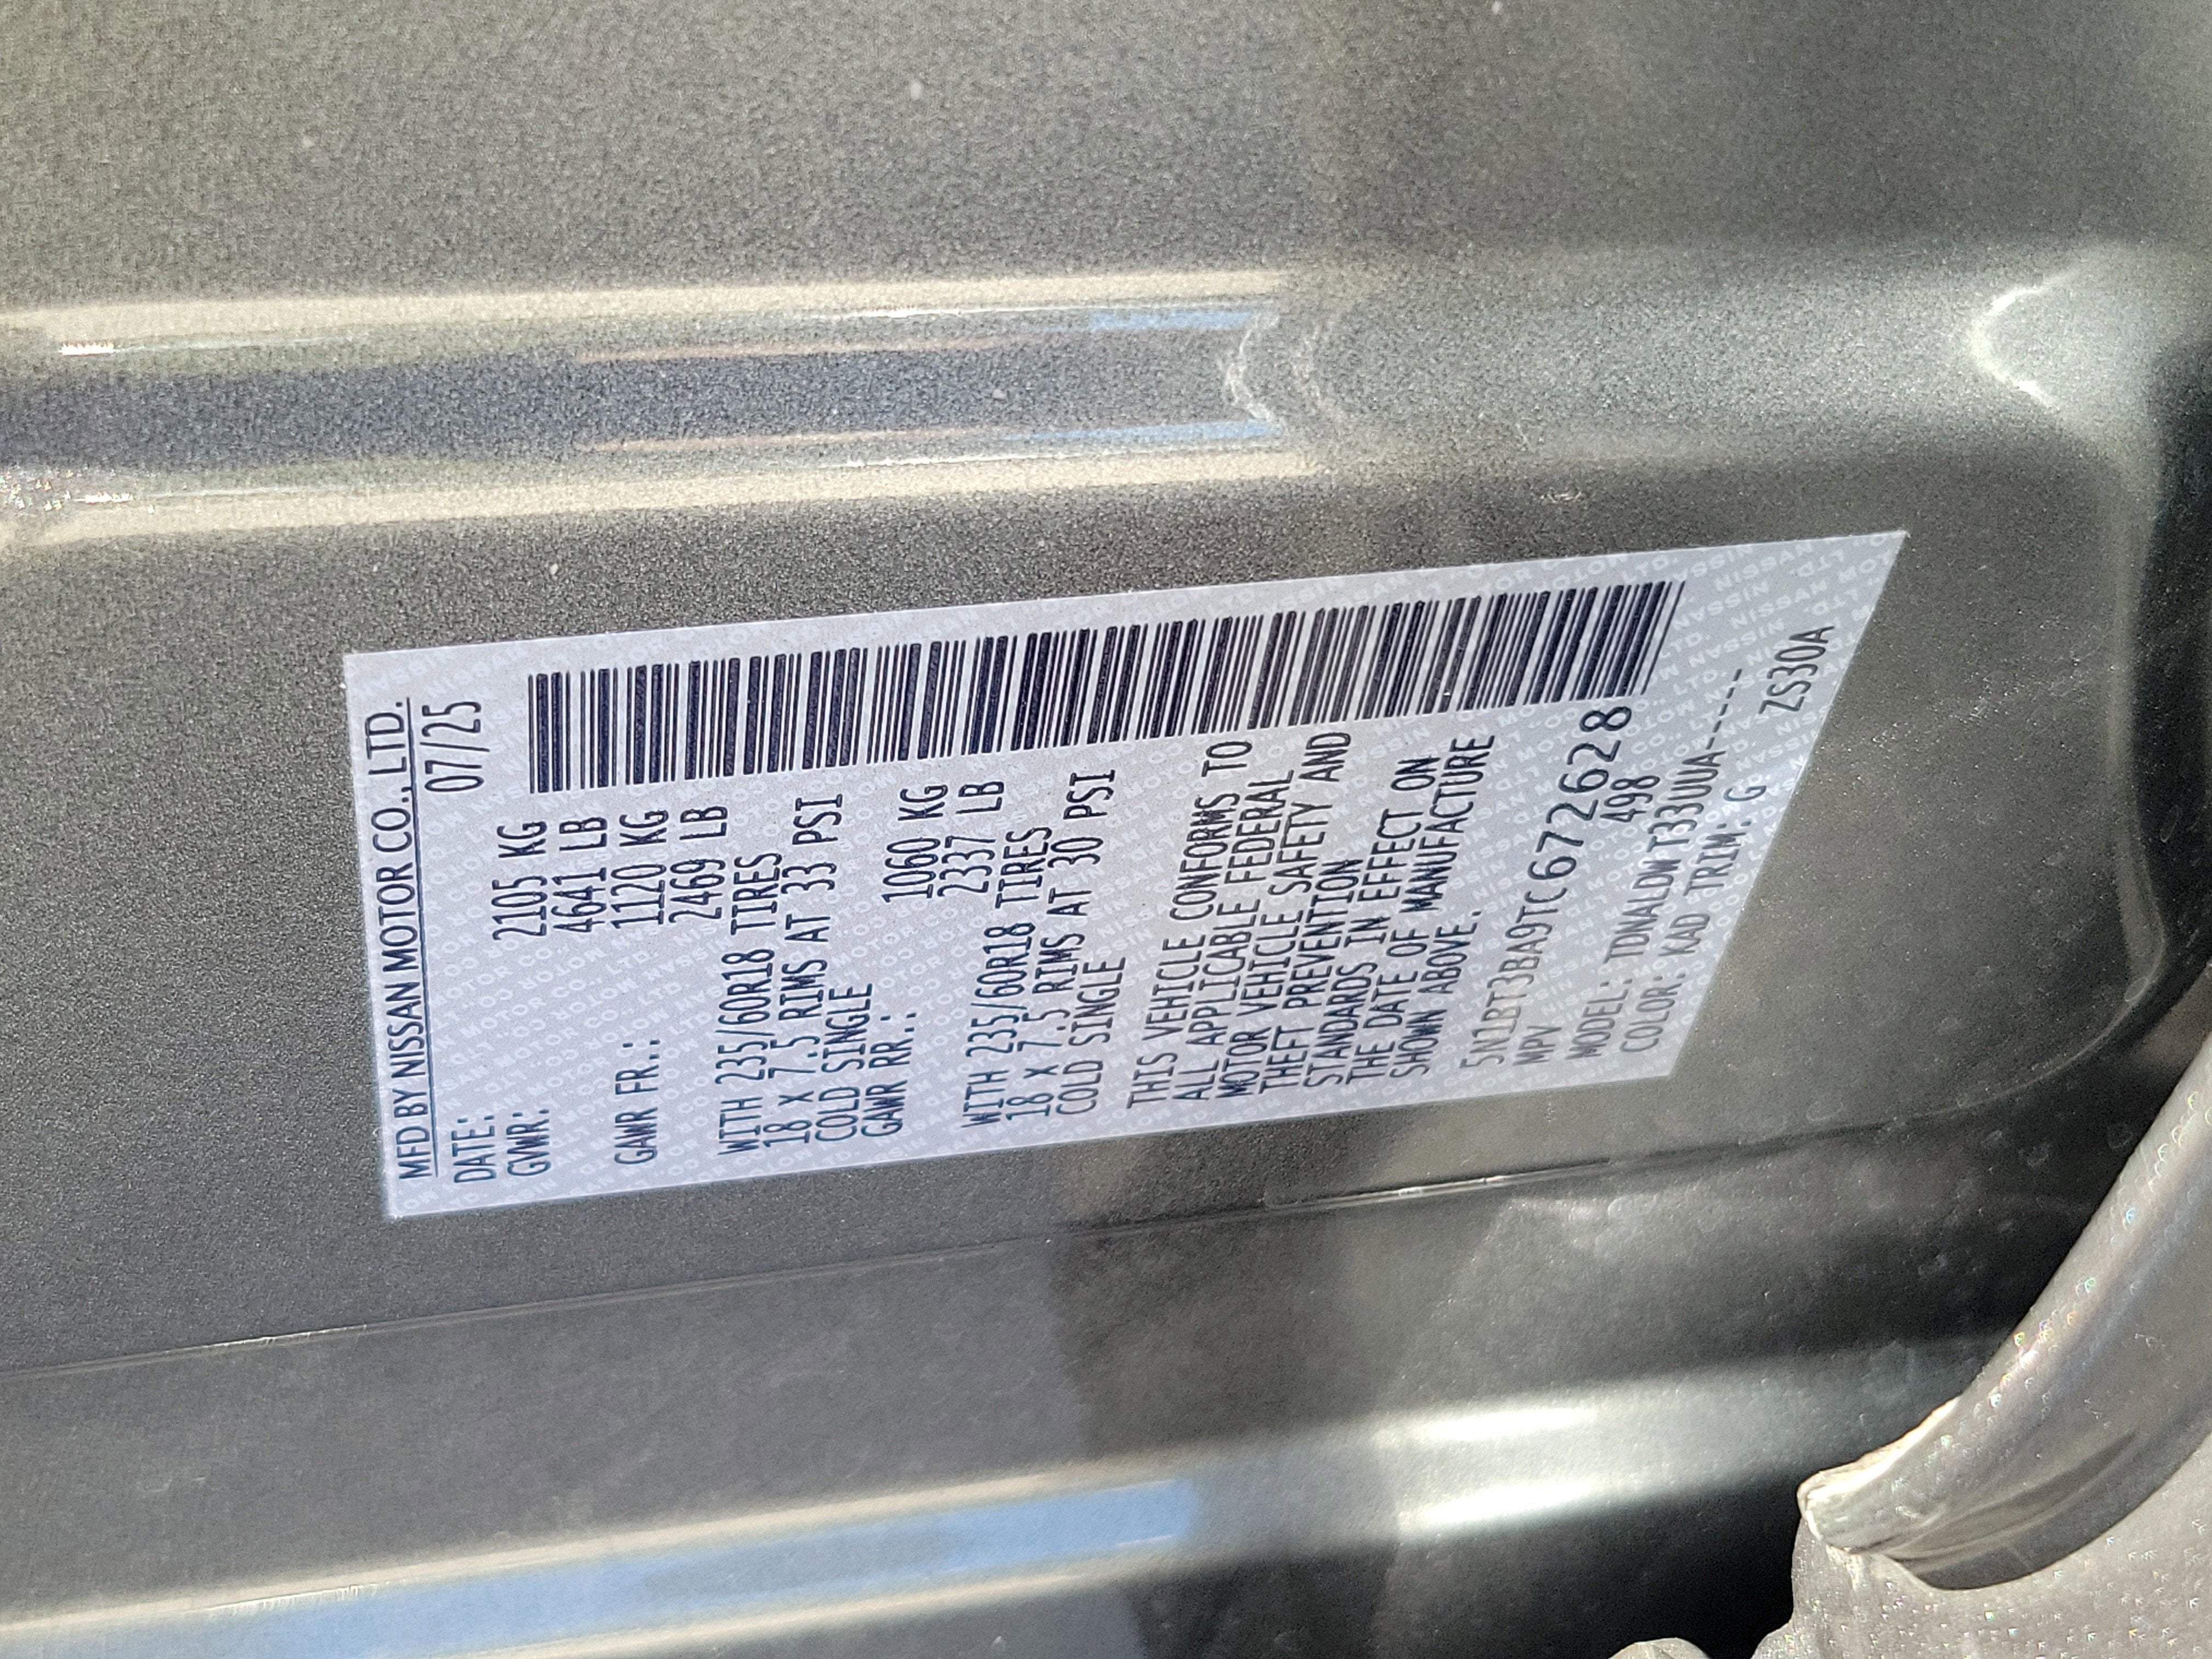 MFD BY NISSAN MOTOR CO., LTD.
DATE: 07/25
GVWR: 2105 KG
4641 LB
GAWR FR.: 1120 KG
2469 LB
WITH 235/60R18 TIRES
18 X 7.5 RIMS AT 33 PSI
COLD SINGLE
GAWR RR.: 1060 KG
2337 LB
WITH 235/60R18 TIRES
18 X 7.5 RIMS AT 30 PSI
COLD SINGLE
THIS VEHICLE CONFORMS TO
ALL APPLICABLE FEDERAL
MOTOR VEHICLE SAFETY AND
THEFT PREVENTION
STANDARDS IN EFFECT ON
THE DATE OF MANUFACTURE
SHOWN ABOVE.
5N1BT3BA9TC672628
MPV 498
MODEL: TDNALDW T33UUA------
COLOR: KAD TRIM: G ZS30A